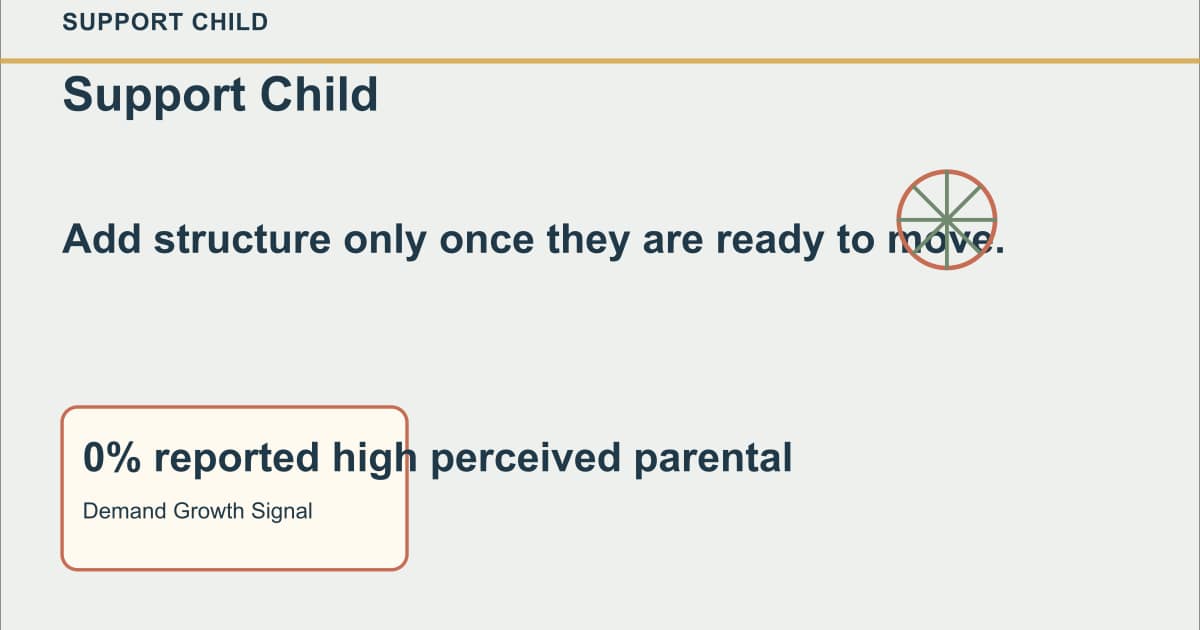 SUPPORT CHILD
Support Child
Add structure only once they are ready to move.
0% reported high perceived parental
Demand Growth Signal